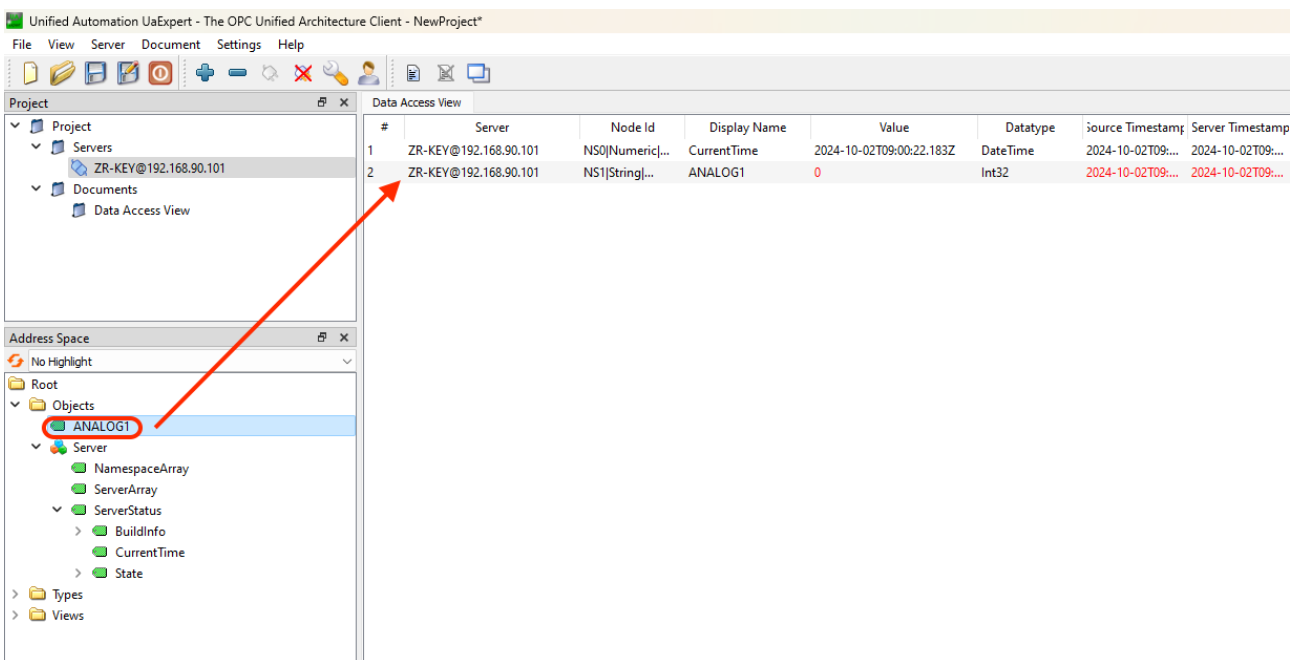 Unified Automation UaExpert - The OPC Unified Architecture Client - NewProject*
File View Server Document Settings Help
Project
Project
Servers
ZR-KEY@192.168.90.101
Documents
Data Access View
Address Space
No Highlight
Root
Objects
ANALOG1
Server
NamespaceArray
ServerArray
ServerStatus
BuildInfo
CurrentTime
State
Types
Views
Data Access View
# Server Node Id Display Name Value Datatype Source Timestamp Server Timestamp
1 ZR-KEY@192.168.90.101 NS0|Numeric|... CurrentTime 2024-10-02T09:00:22.183Z DateTime 2024-10-02T09:... 2024-10-02T09:...
2 ZR-KEY@192.168.90.101 NS1|String|... ANALOG1 0 Int32 2024-10-02T09:... 2024-10-02T09:...